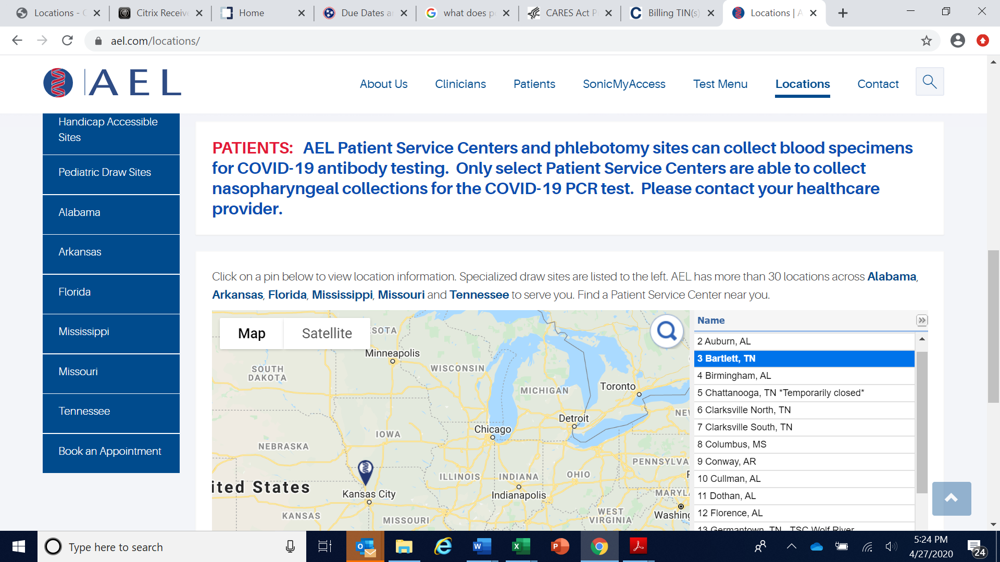 Locations - C
Citrix Receive
Home
Due Dates a
what does p
CARES Act P
Billing TIN(s)
Locations | A
ael.com/locations/
AEL
About Us
Clinicians
Patients
SonicMyAccess
Test Menu
Locations
Contact
Handicap Accessible
Sites
Pediatric Draw Sites
Alabama
Arkansas
Florida
Mississippi
Missouri
Tennessee
Book an Appointment
PATIENTS: AEL Patient Service Centers and phlebotomy sites can collect blood specimens
for COVID-19 antibody testing. Only select Patient Service Centers are able to collect
nasopharyngeal collections for the COVID-19 PCR test. Please contact your healthcare
provider.
Click on a pin below to view location information. Specialized draw sites are listed to the left. AEL has more than 30 locations across Alabama,
Arkansas, Florida, Mississippi, Missouri and Tennessee to serve you. Find a Patient Service Center near you.
Map
Satellite
SOTA
Minneapolis
SOUTH
DAKOTA
WISCONSIN
MICHIGAN
Toronto
Detroit
NE
Chicago
IOWA
NEBRASKA
PENNSYLVA
ILLINOIS
INDIANA
OHIO
ited States
Kansas City
Indianapolis
MARYL
KANSAS
MISSOURI
WEST
VIRGINIA
Washing
Name
2 Auburn, AL
3 Bartlett, TN
4 Birmingham, AL
5 Chattanooga, TN *Temporarily closed*
6 Clarksville North, TN
7 Clarksville South, TN
8 Columbus, MS
9 Conway, AR
10 Cullman, AL
11 Dothan, AL
12 Florence, AL
13 Germantown, TN - TSC Wolf River
Type here to search
5:24 PM
4/27/2020
24